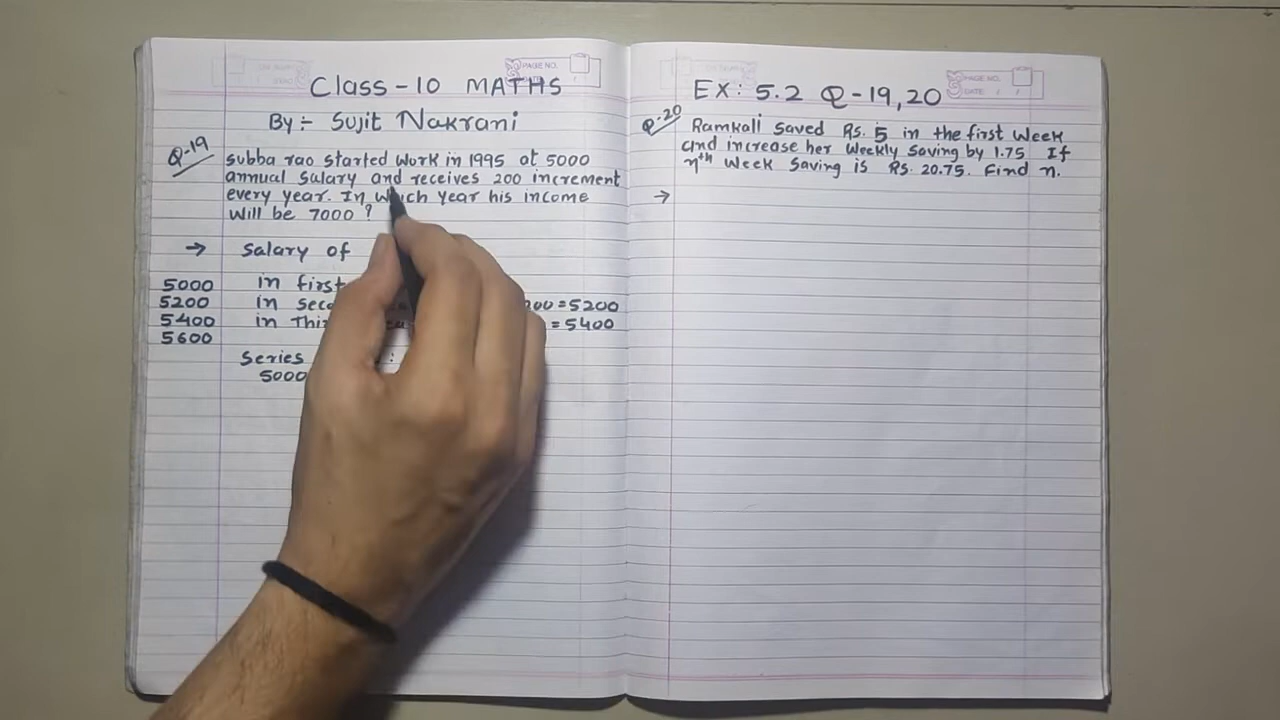 Class-10 MATHS
By:- Sujit Nakrani
Q-19
Subba rao started work in 1995 at 5000
annual salary and receives 200 increment
every year. In which year his income
will be 7000 ?
→ Salary of
5000 in first
5200 in seco 200=5200
5400 in Thir =5400
5600
Series :
5000
PAGE NO.
DATE
EX: 5.2 Q-19,20
PAGE NO.
DATE: / /
Q-20
Ramkali Saved Rs. 5 in the first week
and increase her Weekly Saving by 1.75 If
nth Week Saving is Rs. 20.75. Find n.
→